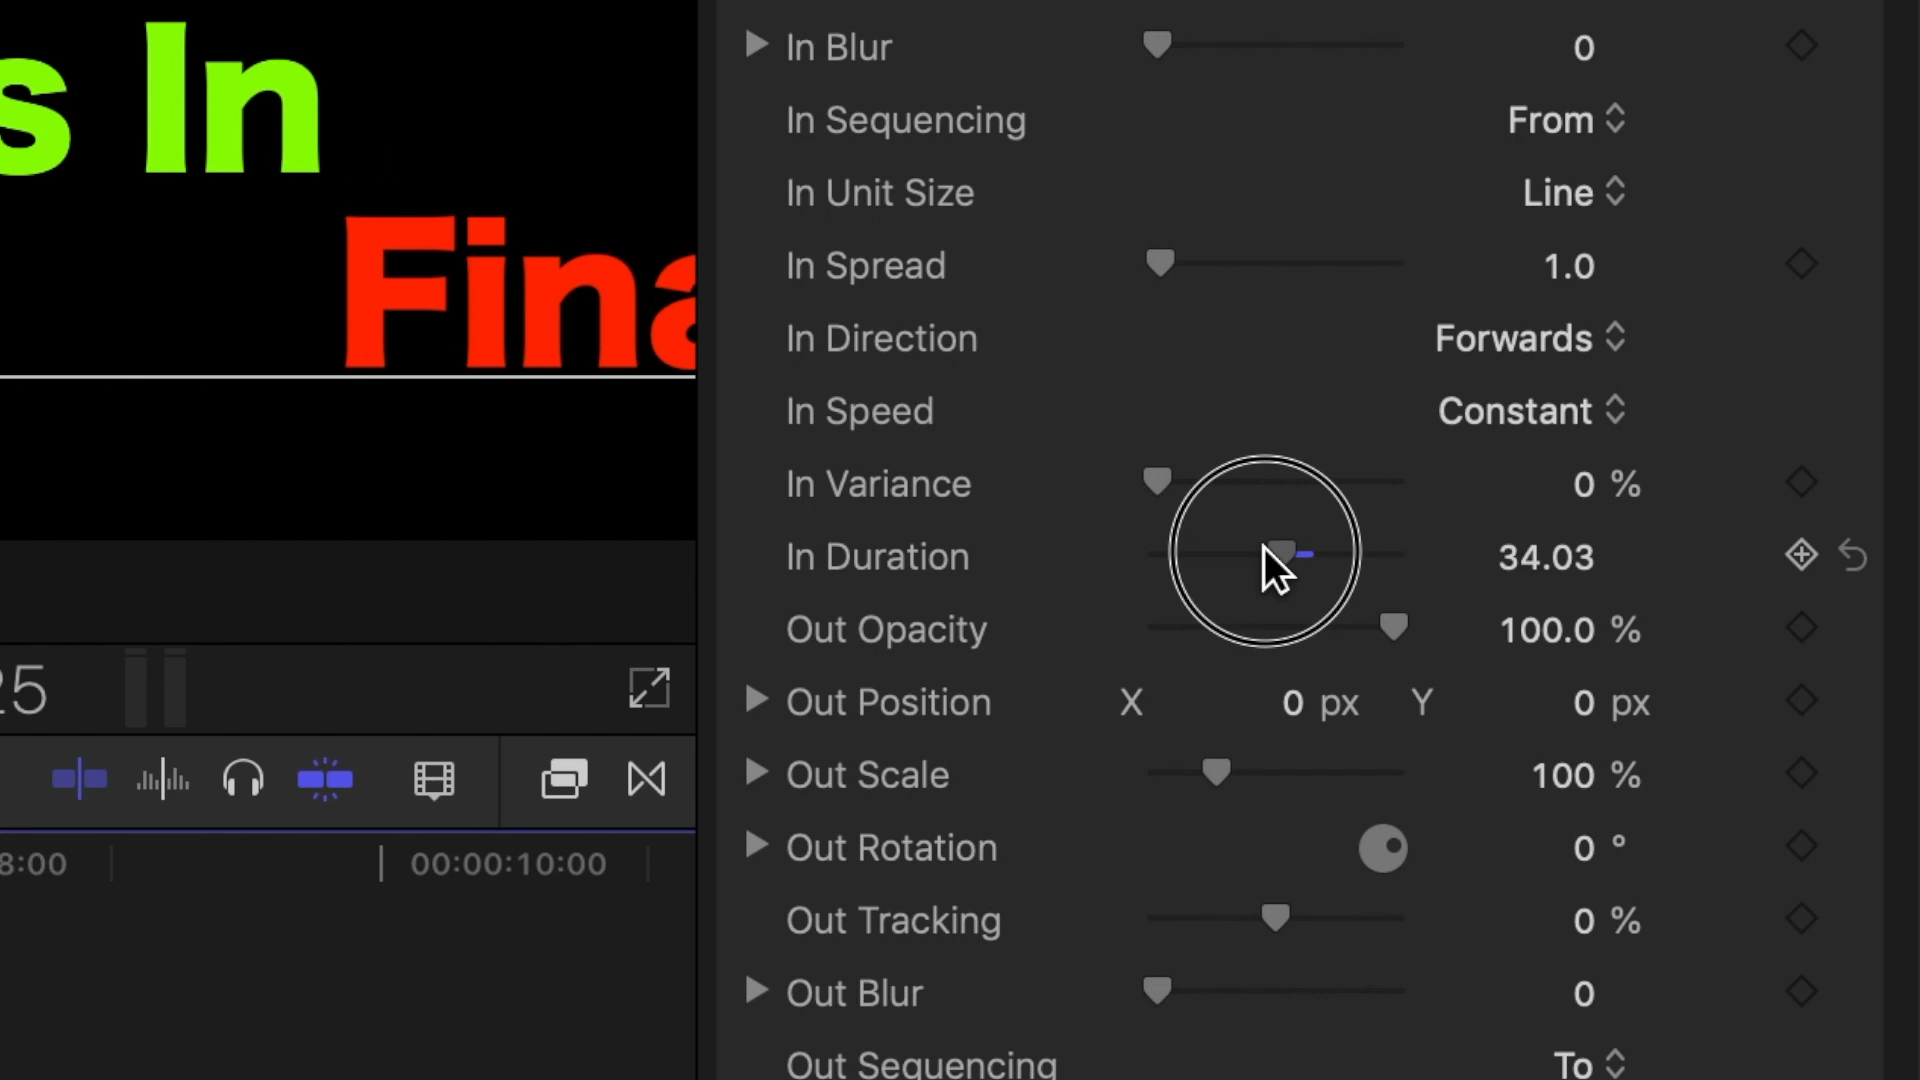 s In
Fina
25
8:00
00:00:10:00
In Blur 0
In Sequencing From
In Unit Size Line
In Spread 1.0
In Direction Forwards
In Speed Constant
In Variance 0 %
In Duration 34.03
Out Opacity 100.0 %
Out Position X 0 px Y 0 px
Out Scale 100 %
Out Rotation 0 °
Out Tracking 0 %
Out Blur 0
Out Sequencing To